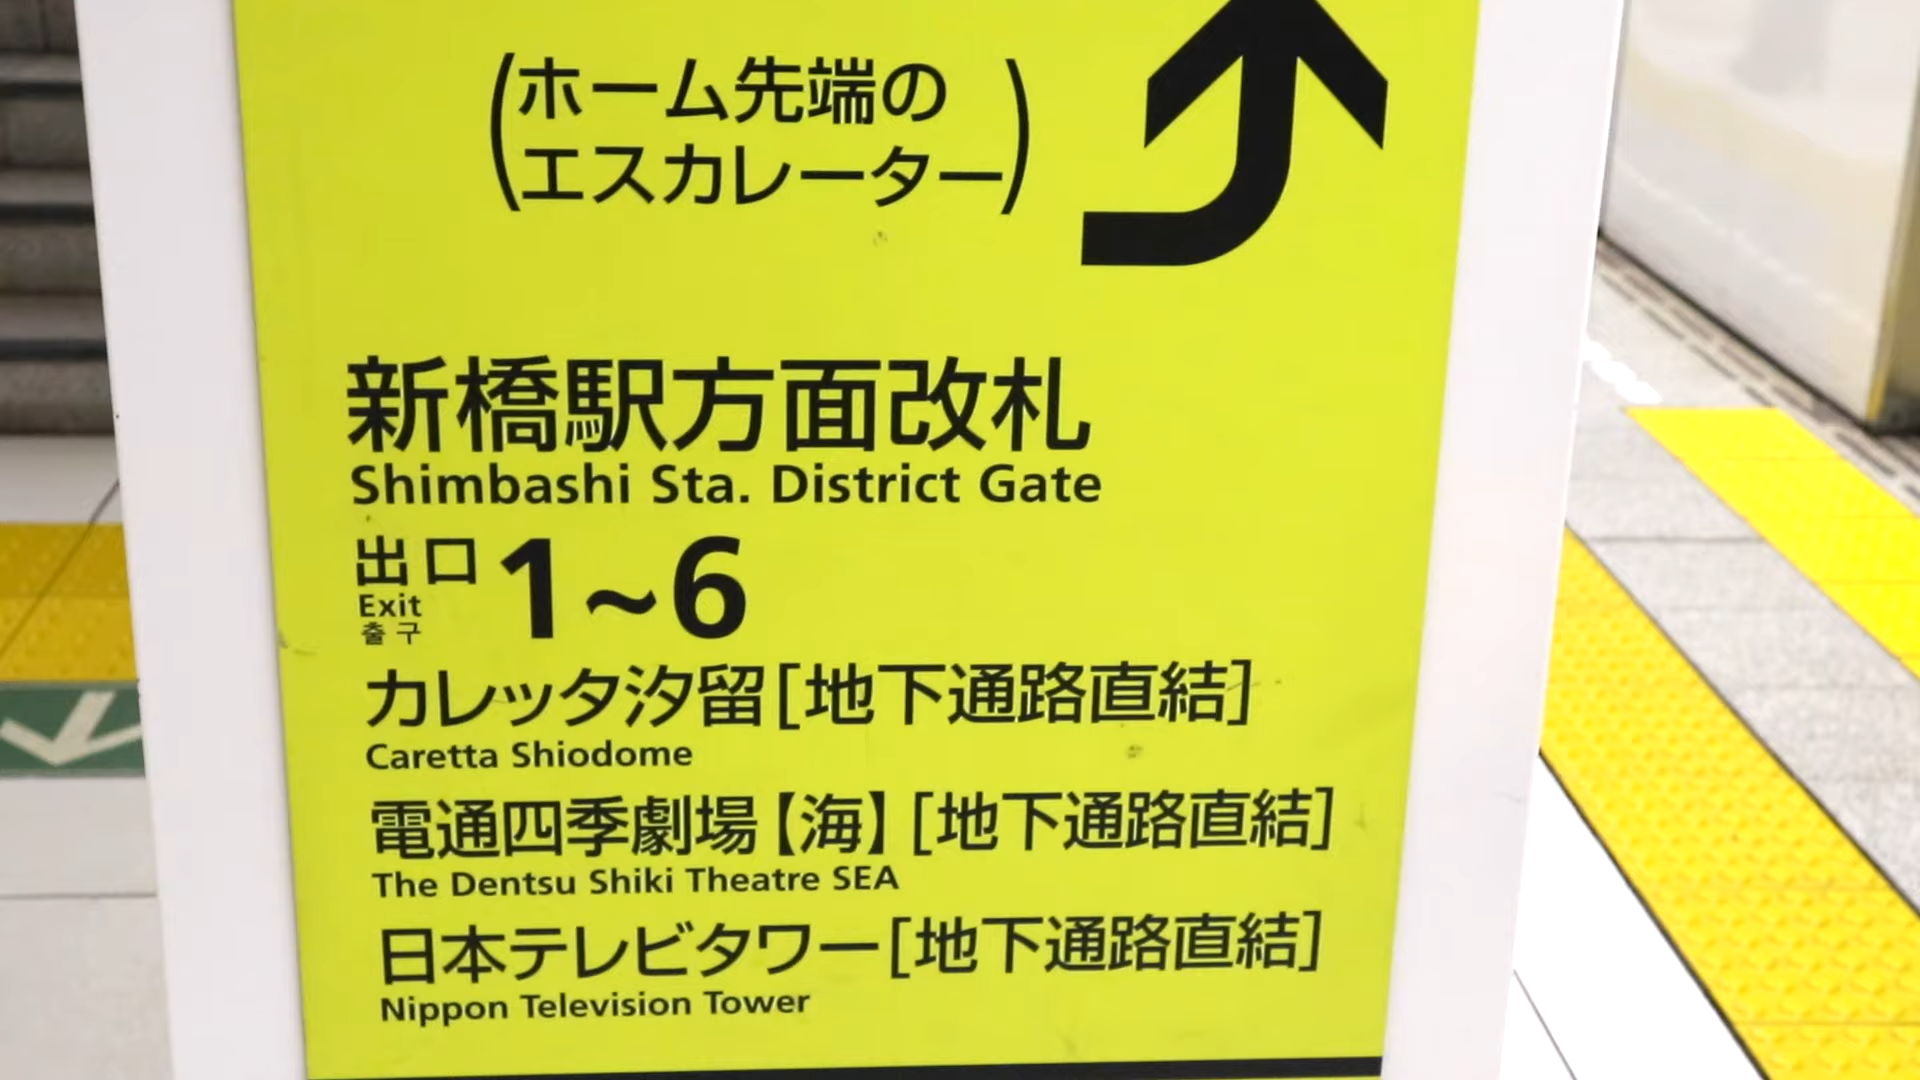 (ホーム先端の
エスカレーター)
新橋駅方面改札
Shimbashi Sta. District Gate
出口 1~6
Exit
출구
カレッタ汐留[地下通路直結]
Caretta Shiodome
電通四季劇場【海】[地下通路直結]
The Dentsu Shiki Theatre SEA
日本テレビタワー[地下通路直結]
Nippon Television Tower